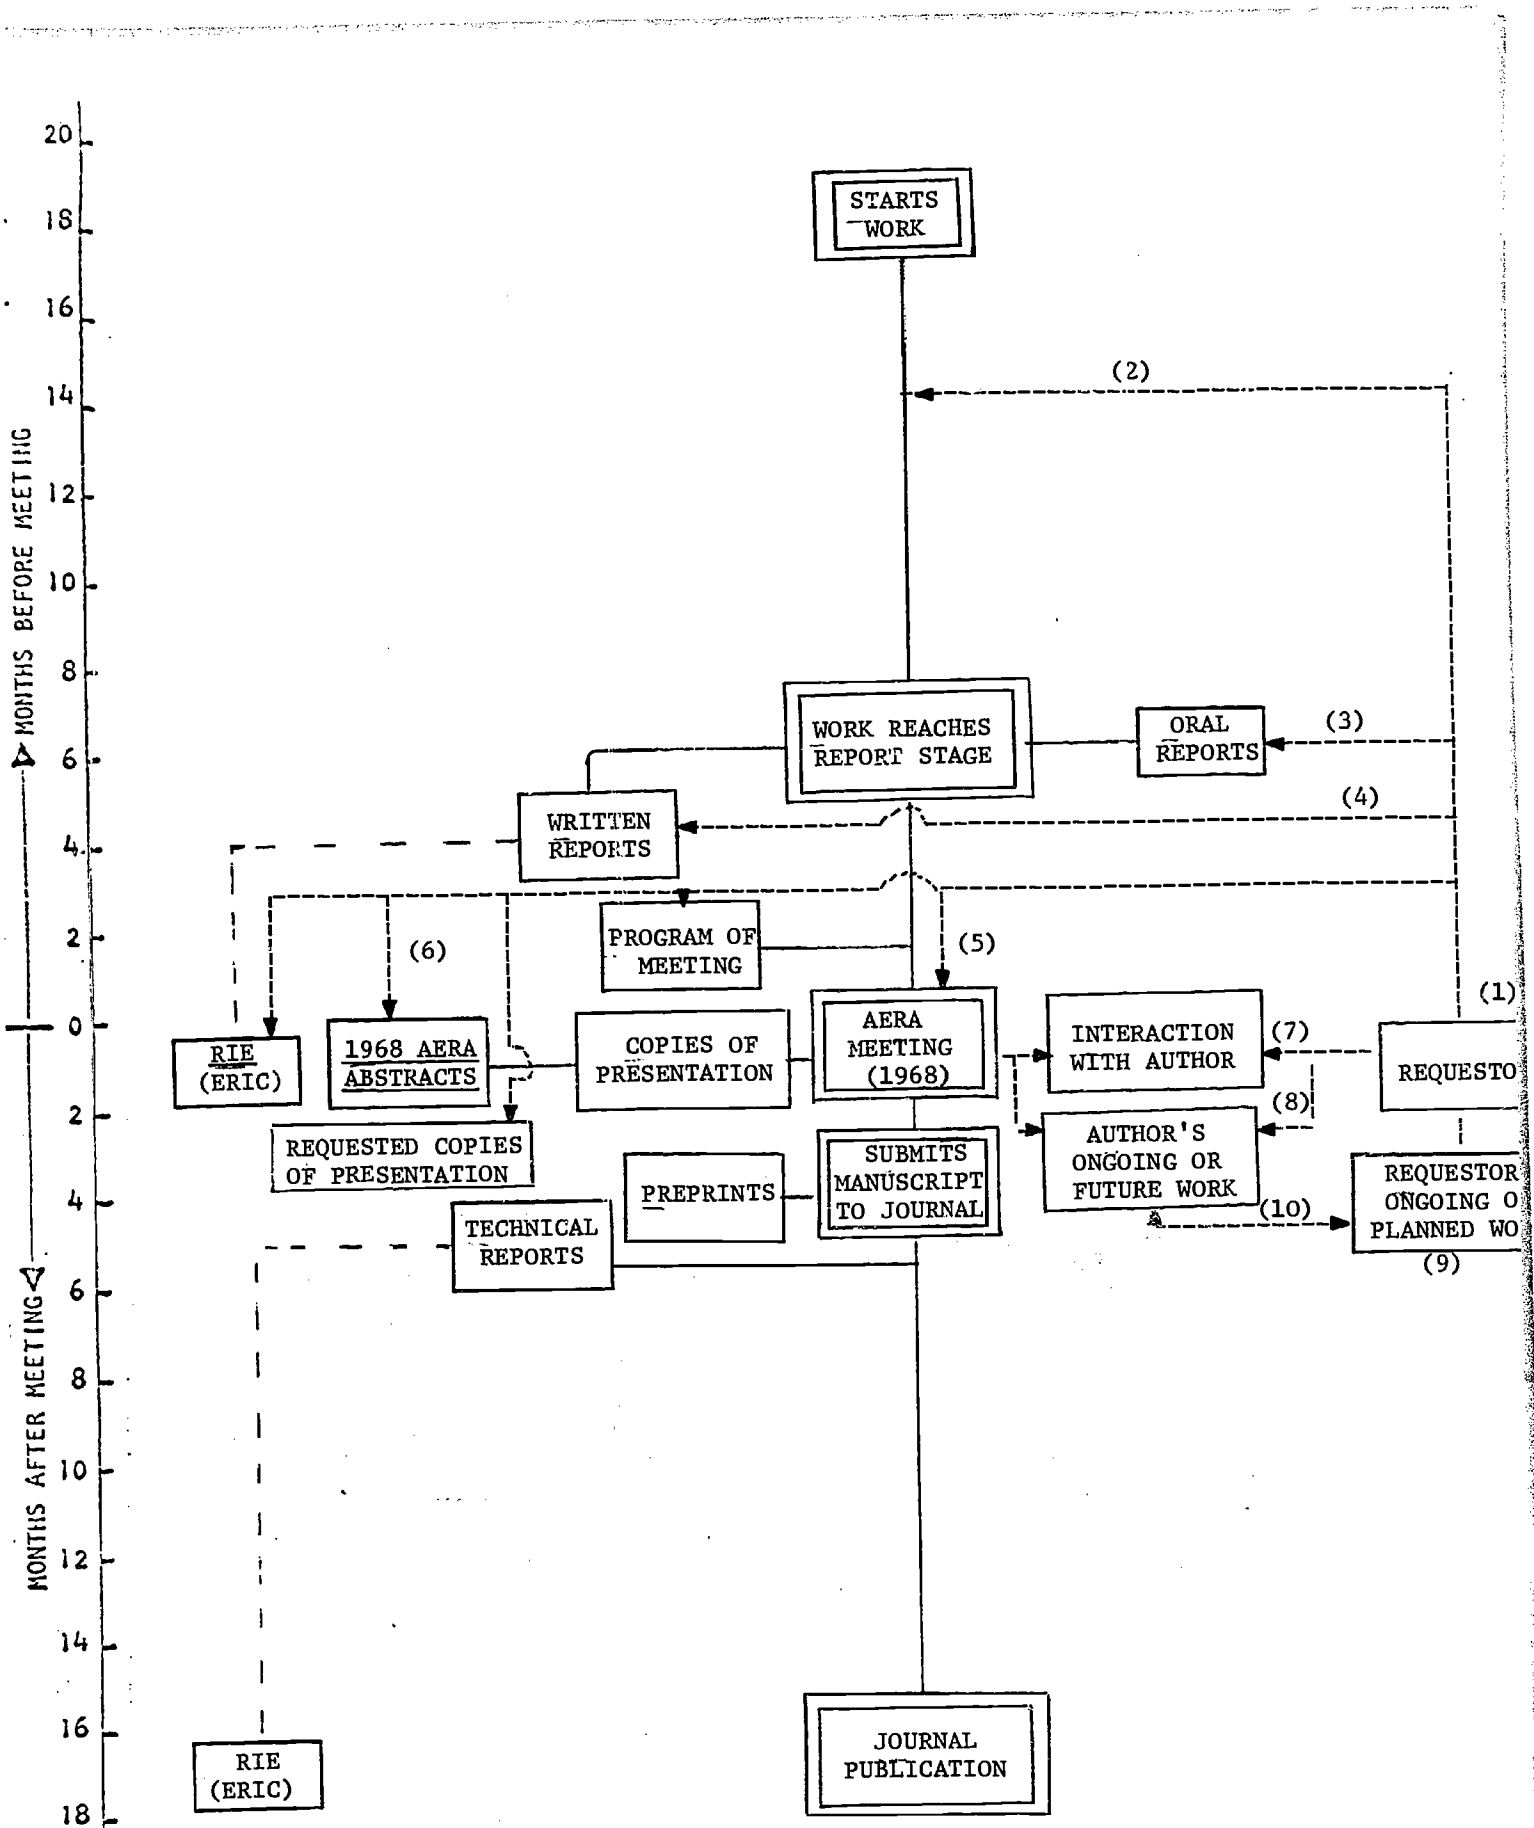 20
STARTS
WORK
18
16
(2)
14
MONTHS BEFORE MEETING
12
10
8
WORK REACHES
REPORT STAGE
ORAL
REPORTS
(3)
6
(4)
WRITTEN
REPORTS
4
2
(6)
PROGRAM OF
MEETING
(5)
(1)
0
RIE
(ERIC)
1968 AERA
ABSTRACTS
COPIES OF
PRESENTATION
AERA
MEETING
(1968)
INTERACTION
WITH AUTHOR
(7)
REQUESTO
(8)
2
REQUESTED COPIES
OF PRESENTATION
PREPRINTS
SUBMITS
MANUSCRIPT
TO JOURNAL
AUTHOR'S
ONGOING OR
FUTURE WORK
(10)
REQUESTOR
ONGOING O
PLANNED WO
(9)
4
TECHNICAL
REPORTS
6
MONTHS AFTER MEETING
8
10
12
14
16
RIE
(ERIC)
JOURNAL
PUBLICATION
18